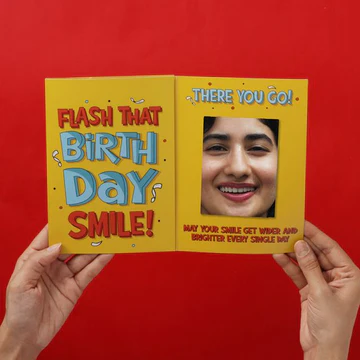 FLASH THAT
BIRTH
DAY
SMILE!
THERE YOU GO!
MAY YOUR SMILE GET WIDER AND
BRIGHTER EVERY SINGLE DAY